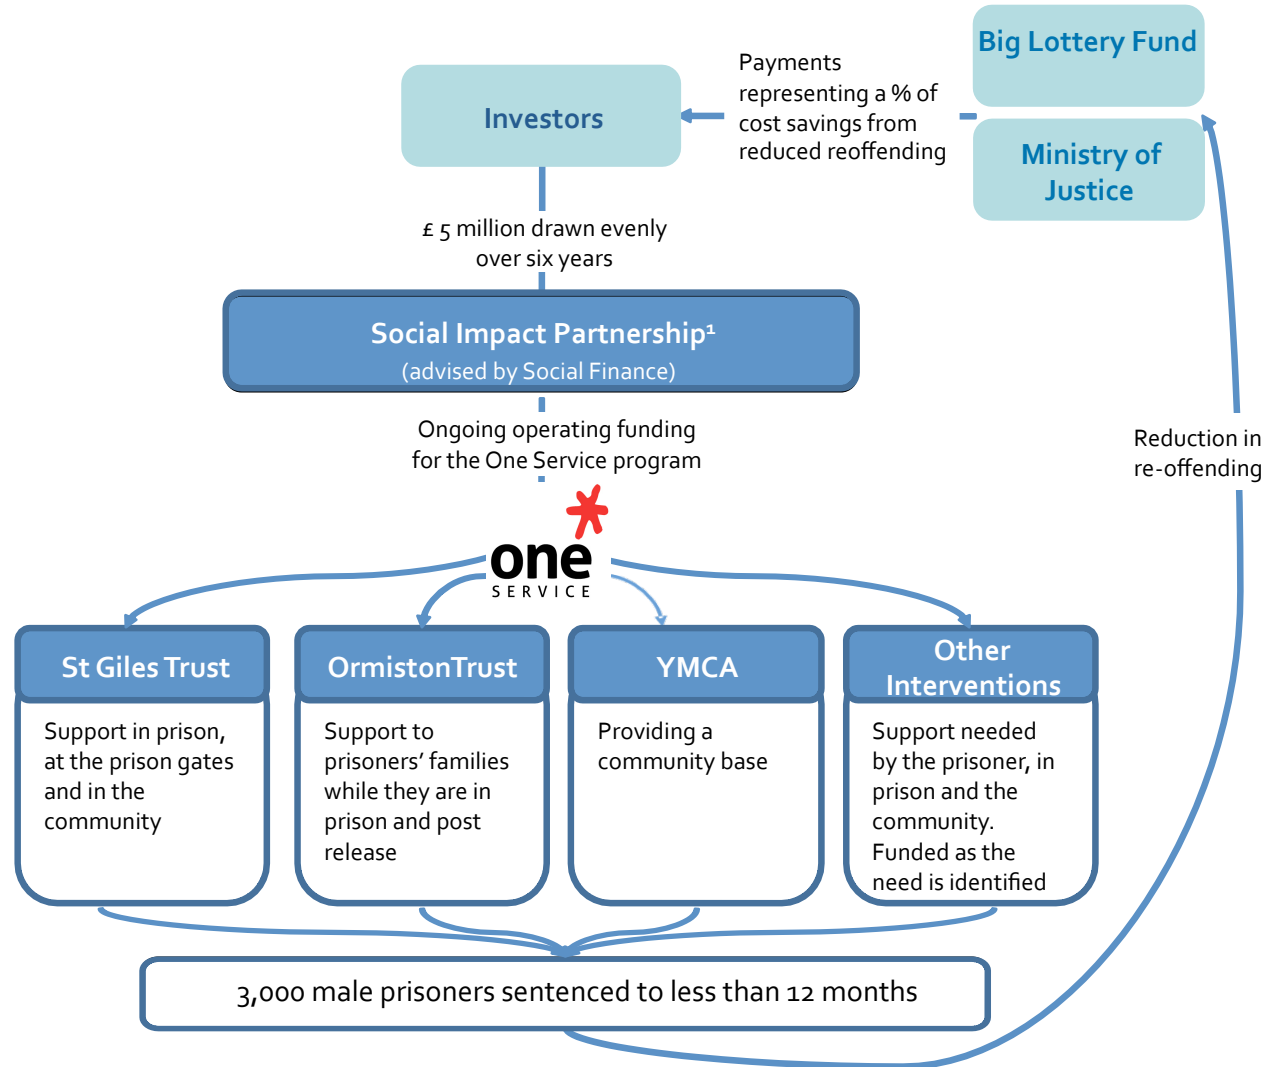 Big Lottery Fund
Payments
representing a % of
cost savings from
reduced reoffending
Investors
Ministry of
Justice
£ 5 million drawn evenly
over six years
Social Impact Partnership¹
(advised by Social Finance)
Ongoing operating funding
for the One Service program
Reduction in
re-offending
one
SERVICE
St Giles Trust
Support in prison,
at the prison gates
and in the
community
OrmistonTrust
Support to
prisoners’ families
while they are in
prison and post
release
YMCA
Providing a
community base
Other
Interventions
Support needed
by the prisoner, in
prison and the
community.
Funded as the
need is identified
3,000 male prisoners sentenced to less than 12 months